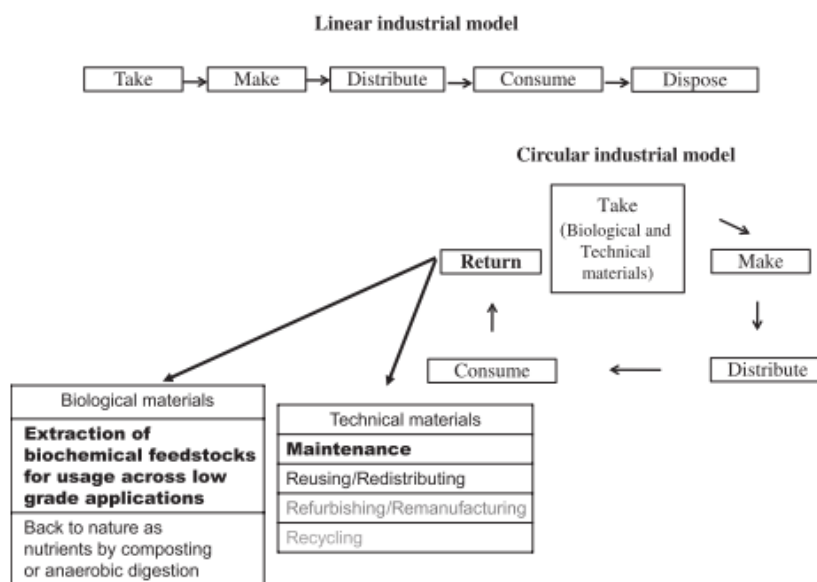 Linear industrial model
Take
Make
Distribute
Consume
Dispose
Circular industrial model
Take
(Biological and
Technical
materials)
Return
Make
Consume
Distribute
Biological materials
Extraction of
biochemical feedstocks
for usage across low
grade applications
Back to nature as
nutrients by composting
or anaerobic digestion
Technical materials
Maintenance
Reusing/Redistributing
Refurbishing/Remanufacturing
Recycling